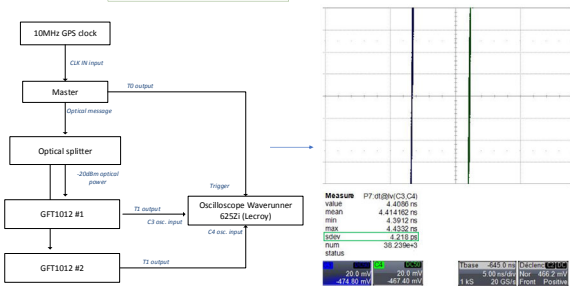 10MHz GPS clock
CLK IN input
Master
T0 output
Optical message
Optical splitter
-20dBm optical
power
Trigger
GFT1012 #1
T1 output
C3 osc. input
Oscilloscope Waverunner
625Zi (Lecroy)
C4 osc. input
GFT1012 #2
T1 output
Measure P7:dt@lv(C3,C4)
value 4.4086 ns
mean 4.414162 ns
min 4.3912 ns
max 4.4332 ns
sdev 4.218 ps
num 38.239e+3
status
C4 DC50
20.0 mV 20.0 mV
-474.80 mV -467.40 mV
Tbase -645.0 ns Déclenc
5.00 ns/div Nor 466.2 mV
1 kS 20 GS/s Front Positive